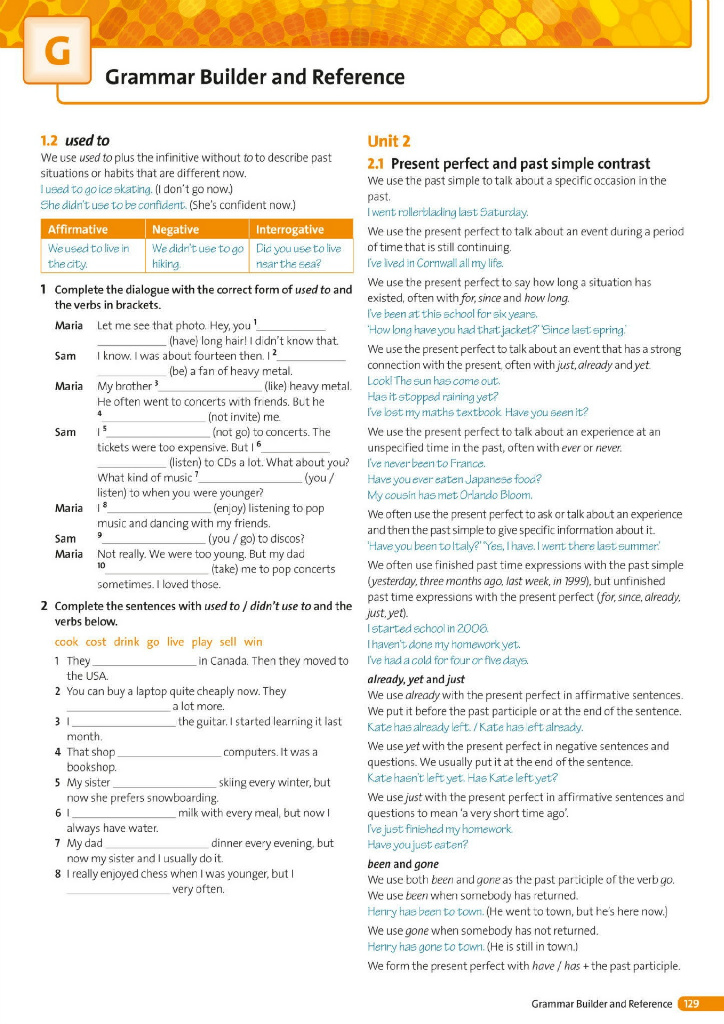 G
Grammar Builder and Reference
1.2 used to
We use used to plus the infinitive without to to describe past
situations or habits that are different now.
I used to go ice skating. (I don't go now.)
She didn't use to be confident. (She's confident now.)
Affirmative Negative Interrogative
We used to live in We didn't use to go Did you use to live
the city. hiking. near the sea?
1 Complete the dialogue with the correct form of used to and
the verbs in brackets.
Maria Let me see that photo. Hey, you 1____________
____________ (have) long hair! I didn't know that.
Sam I know. I was about fourteen then. I 2____________
____________ (be) a fan of heavy metal.
Maria My brother 3__________________ (like) heavy metal.
He often went to concerts with friends. But he
4__________________ (not invite) me.
Sam I 5__________________ (not go) to concerts. The
tickets were too expensive. But I 6____________
____________ (listen) to CDs a lot. What about you?
What kind of music 7__________________ (you /
listen) to when you were younger?
Maria I 8__________________ (enjoy) listening to pop
music and dancing with my friends.
Sam 9__________________ (you / go) to discos?
Maria Not really. We were too young. But my dad
10__________________ (take) me to pop concerts
sometimes. I loved those.
2 Complete the sentences with used to / didn't use to and the
verbs below.
cook cost drink go live play sell win
1 They __________________ in Canada. Then they moved to
the USA.
2 You can buy a laptop quite cheaply now. They
__________________ a lot more.
3 I __________________ the guitar. I started learning it last
month.
4 That shop __________________ computers. It was a
bookshop.
5 My sister __________________ skiing every winter, but
now she prefers snowboarding.
6 I __________________ milk with every meal, but now I
always have water.
7 My dad __________________ dinner every evening, but
now my sister and I usually do it.
8 I really enjoyed chess when I was younger, but I
__________________ very often.
Unit 2
2.1 Present perfect and past simple contrast
We use the past simple to talk about a specific occasion in the
past.
I went rollerblading last Saturday.
We use the present perfect to talk about an event during a period
of time that is still continuing.
I've lived in Cornwall all my life.
We use the present perfect to say how long a situation has
existed, often with for, since and how long.
I've been at this school for six years.
'How long have you had that jacket?' 'Since last spring.'
We use the present perfect to talk about an event that has a strong
connection with the present, often with just, already and yet.
Look! The sun has come out.
Has it stopped raining yet?
I've lost my maths textbook. Have you seen it?
We use the present perfect to talk about an experience at an
unspecified time in the past, often with ever or never.
I've never been to France.
Have you ever eaten Japanese food?
My cousin has met Orlando Bloom.
We often use the present perfect to ask or talk about an experience
and then the past simple to give specific information about it.
'Have you been to Italy?' 'Yes, I have. I went there last summer.'
We often use finished past time expressions with the past simple
(yesterday, three months ago, last week, in 1999), but unfinished
past time expressions with the present perfect (for, since, already,
just, yet).
I started school in 2006.
I haven't done my homework yet.
I've had a cold for four or five days.
already, yet and just
We use already with the present perfect in affirmative sentences.
We put it before the past participle or at the end of the sentence.
Kate has already left. / Kate has left already.
We use yet with the present perfect in negative sentences and
questions. We usually put it at the end of the sentence.
Kate hasn't left yet. Has Kate left yet?
We use just with the present perfect in affirmative sentences and
questions to mean 'a very short time ago'.
I've just finished my homework.
Have you just eaten?
been and gone
We use both been and gone as the past participle of the verb go.
We use been when somebody has returned.
Henry has been to town. (He went to town, but he's here now.)
We use gone when somebody has not returned.
Henry has gone to town. (He is still in town.)
We form the present perfect with have / has + the past participle.
Grammar Builder and Reference 129